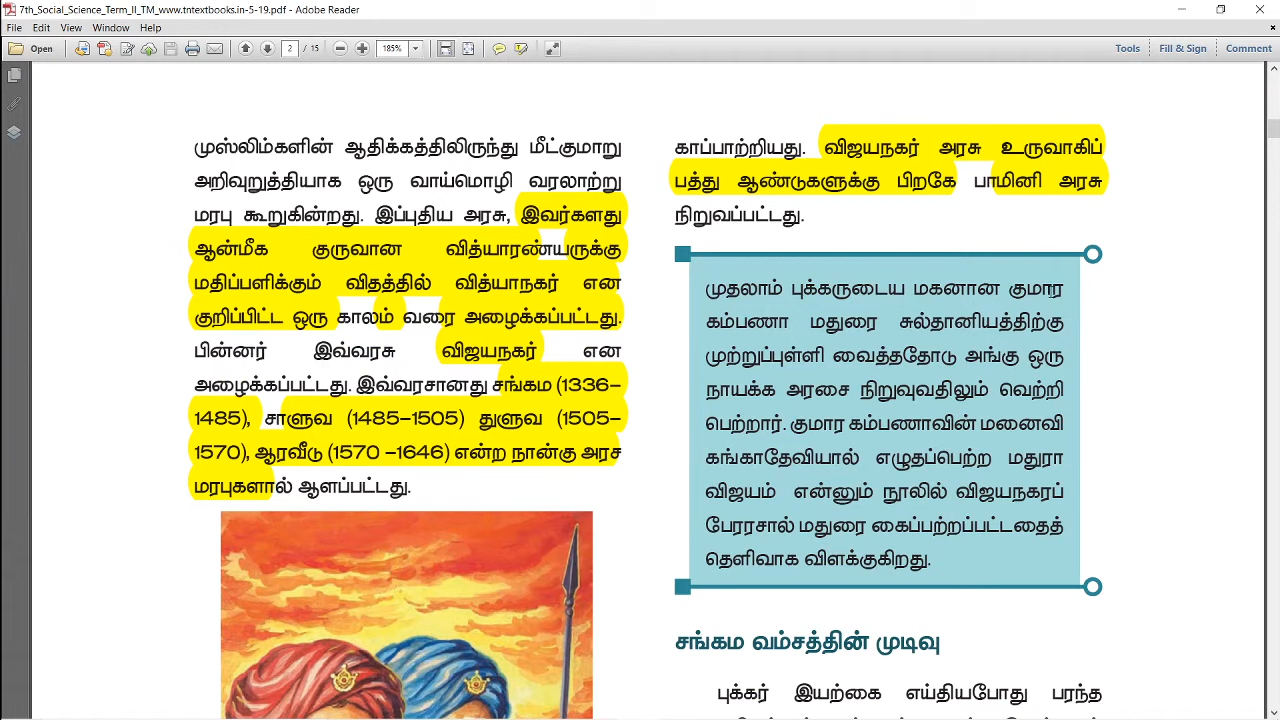 7th_Social_Science_Term_II_TM_www.tntextbooks.in-5-19.pdf - Adobe Reader
File Edit View Window Help
Open 2 / 15 185% Tools Fill & Sign Comment
முஸ்லிம்களின் ஆதிக்கத்திலிருந்து மீட்குமாறு
அறிவுறுத்தியாக ஒரு வாய்மொழி வரலாற்று
மரபு கூறுகின்றது. இப்புதிய அரசு, இவர்களது
ஆன்மீக குருவான வித்யாரண்யருக்கு
மதிப்பளிக்கும் விதத்தில் வித்யாநகர் என
குறிப்பிட்ட ஒரு காலம் வரை அழைக்கப்பட்டது.
பின்னர் இவ்வரசு விஜயநகர் என
அழைக்கப்பட்டது. இவ்வரசானது சங்கம (1336–
1485), சாளுவ (1485–1505) துளுவ (1505–
1570), ஆரவீடு (1570 –1646) என்ற நான்கு அரச
மரபுகளால் ஆளப்பட்டது.
காப்பாற்றியது. விஜயநகர் அரசு உருவாகிப்
பத்து ஆண்டுகளுக்கு பிறகே பாமினி அரசு
நிறுவப்பட்டது.
முதலாம் புக்கருடைய மகனான குமார
கம்பணா மதுரை சுல்தானியத்திற்கு
முற்றுப்புள்ளி வைத்ததோடு அங்கு ஒரு
நாயக்க அரசை நிறுவுவதிலும் வெற்றி
பெற்றார். குமார கம்பணாவின் மனைவி
கங்காதேவியால் எழுதப்பெற்ற மதுரா
விஜயம் என்னும் நூலில் விஜயநகரப்
பேரரசால் மதுரை கைப்பற்றப்பட்டதைத்
தெளிவாக விளக்குகிறது.
சங்கம வம்சத்தின் முடிவு
புக்கர் இயற்கை எய்தியபோது பரந்த